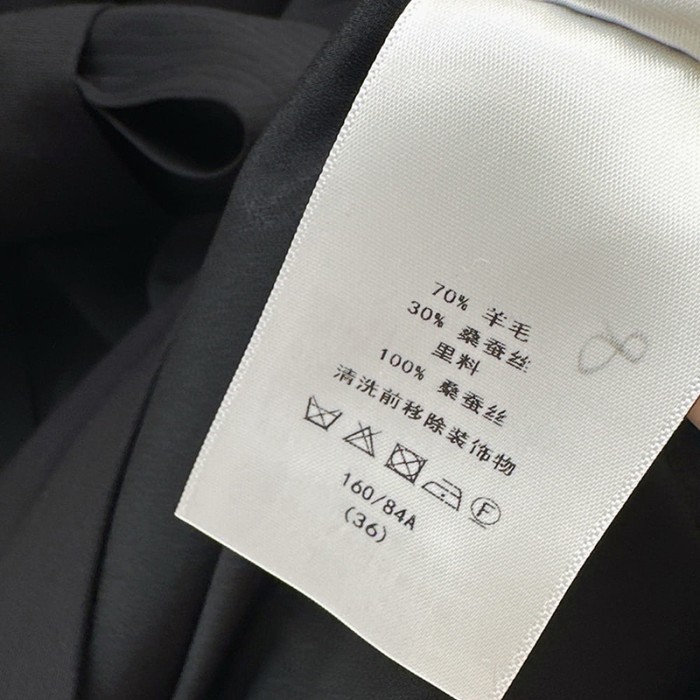 70% 羊毛
30% 桑蚕丝
里料
100% 桑蚕丝
清洗前移除装饰物
F
160/84A
(36)